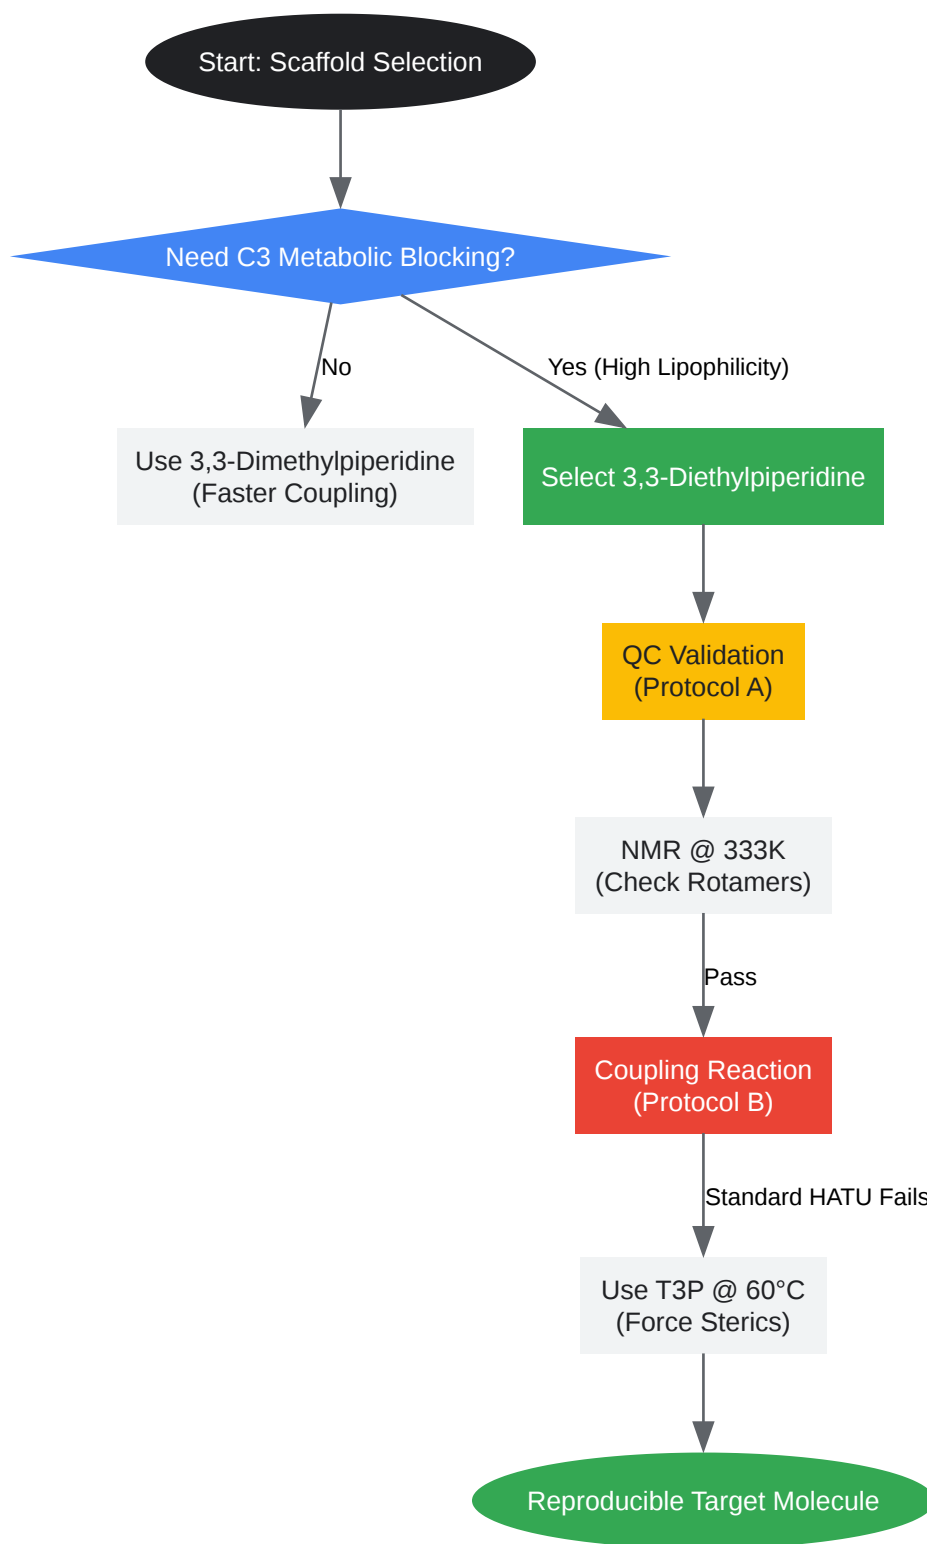 Start: Scaffold Selection
Need C3 Metabolic Blocking?
No
Yes (High Lipophilicity)
Use 3,3-Dimethylpiperidine
(Faster Coupling)
Select 3,3-Diethylpiperidine
QC Validation
(Protocol A)
NMR @ 333K
(Check Rotamers)
Pass
Coupling Reaction
(Protocol B)
Standard HATU Fails
Use T3P @ 60°C
(Force Sterics)
Reproducible Target Molecule